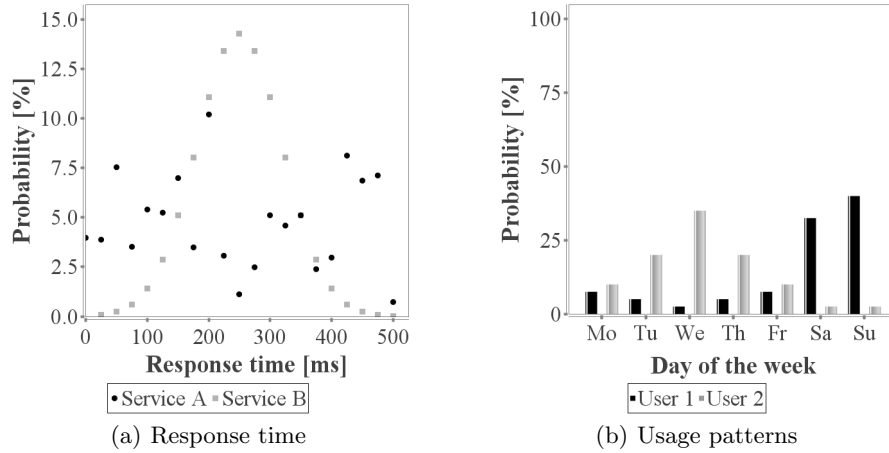 15.0
12.5
10.0
7.5
5.0
2.5
0.0
Probability [%]
0 100 200 300 400 500
Response time [ms]
Service A Service B
(a) Response time
100
75
50
25
0
Probability [%]
Mo Tu We Th Fr Sa Su
Day of the week
User 1 User 2
(b) Usage patterns